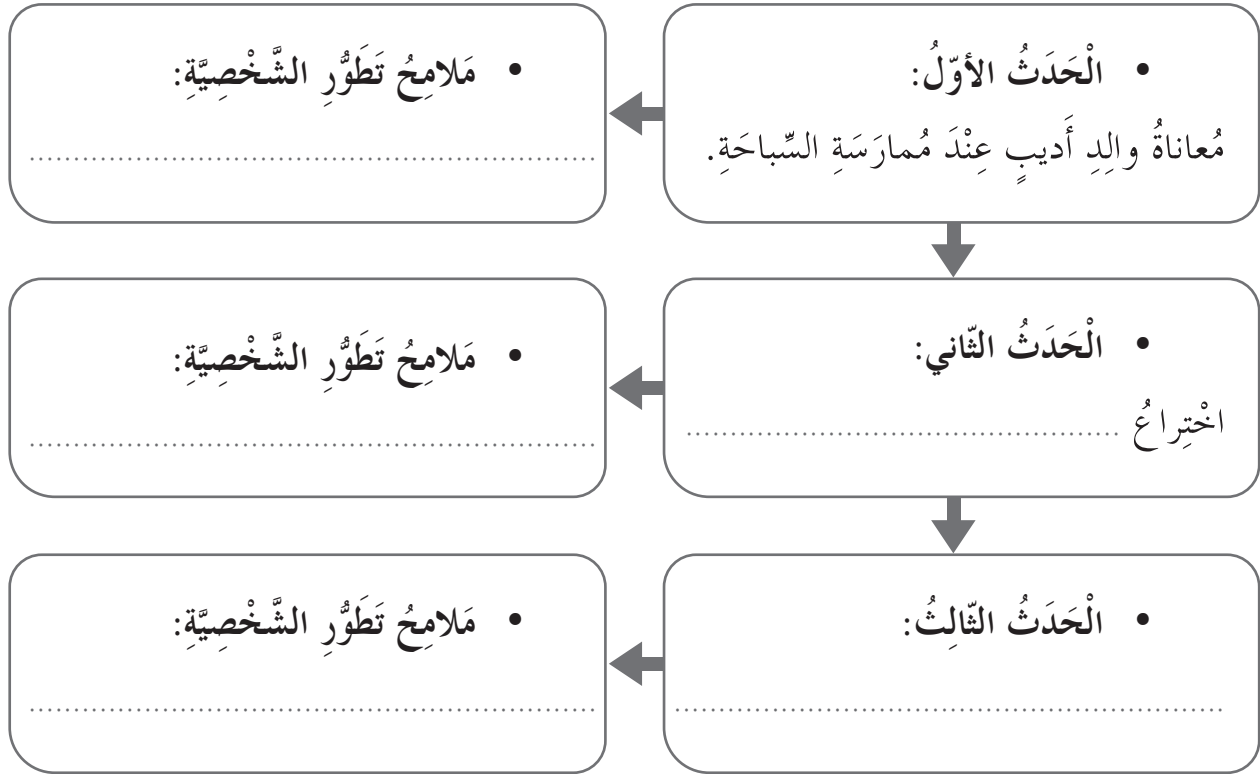 • الْحَدَثُ الأوّلُ:
مُعاناةُ والِدِ أَديبٍ عِنْدَ مُمارَسَةِ السِّباحَةِ.
• مَلامِحُ تَطَوُّرِ الشَّخْصِيَّةِ:
................................................................
• الْحَدَثُ الثّاني:
اخْتِراعُ ................................................
• مَلامِحُ تَطَوُّرِ الشَّخْصِيَّةِ:
................................................................
• الْحَدَثُ الثّالِثُ:
................................................................
• مَلامِحُ تَطَوُّرِ الشَّخْصِيَّةِ:
................................................................